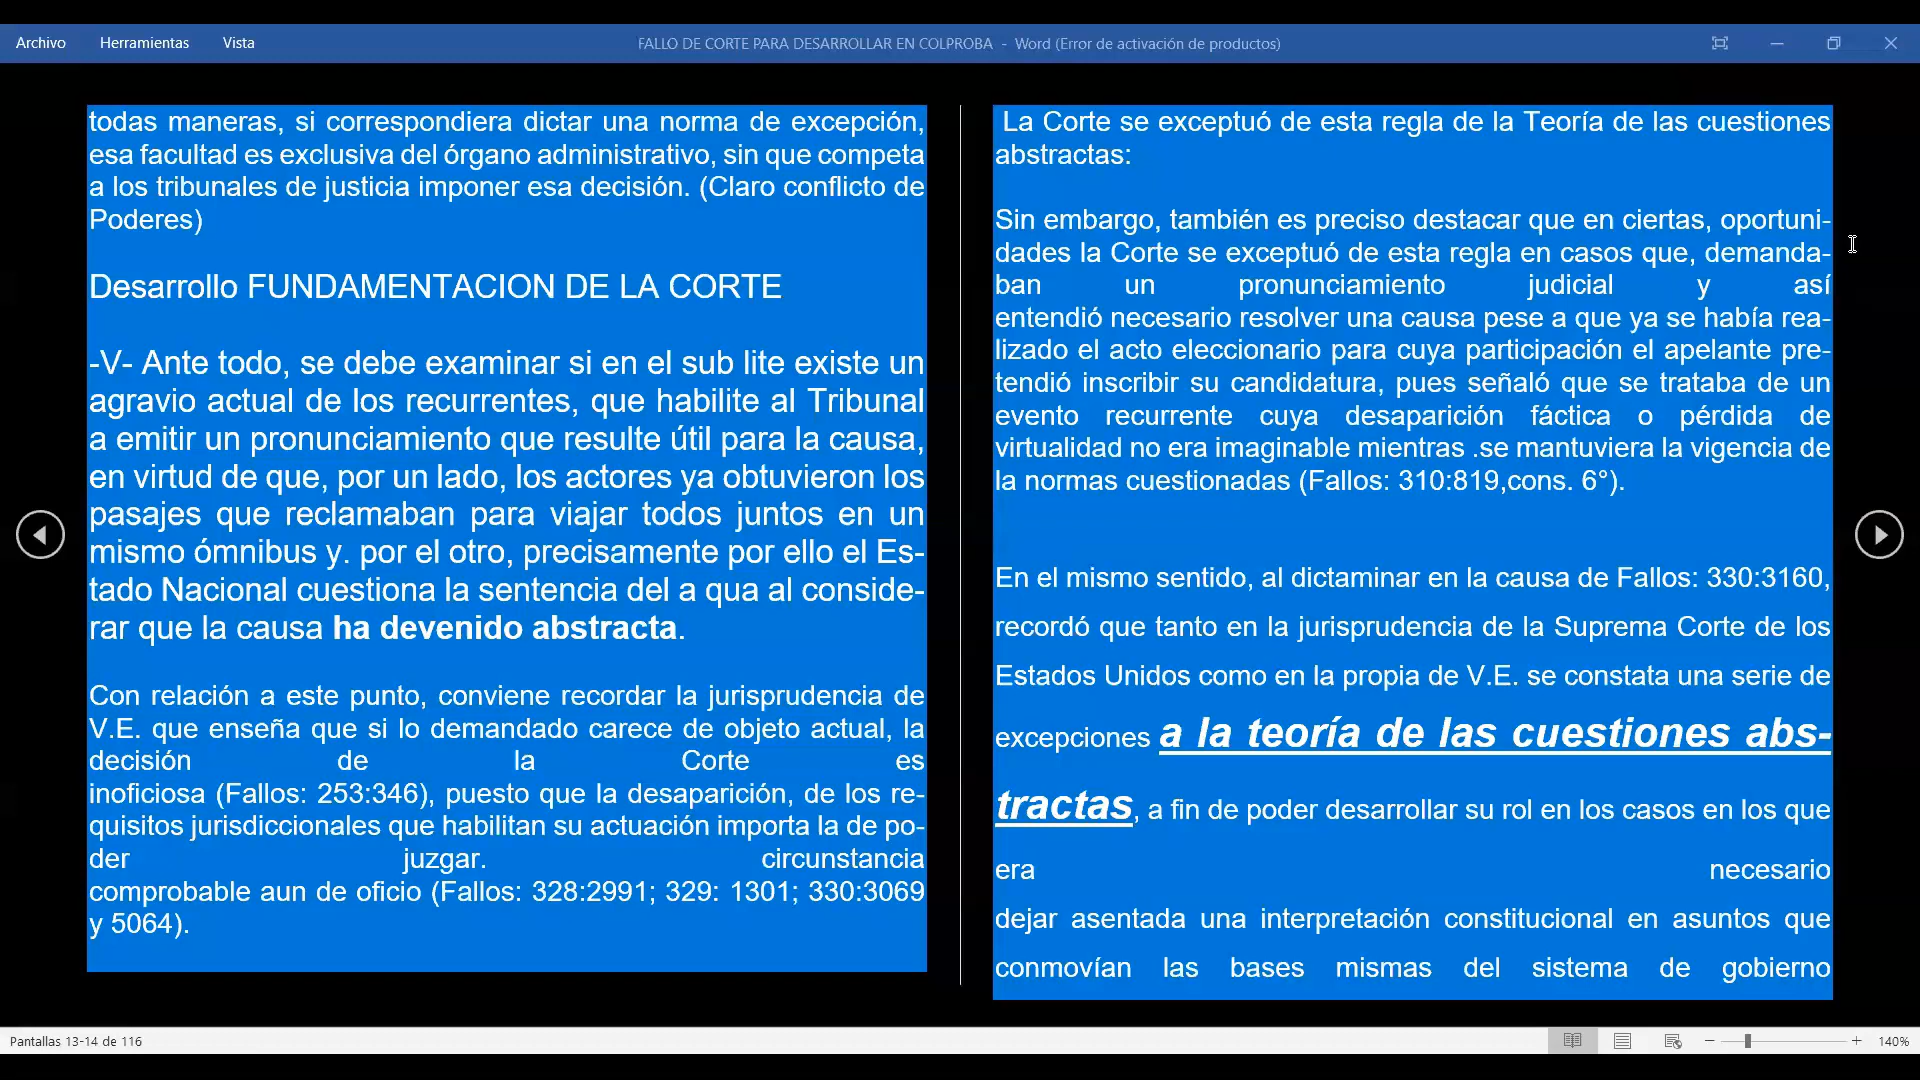 Archivo Herramientas Vista FALLO DE CORTE PARA DESARROLLAR EN COLPROBA - Word (Error de activación de productos)
todas maneras, si correspondiera dictar una norma de excepción,
esa facultad es exclusiva del órgano administrativo, sin que competa
a los tribunales de justicia imponer esa decisión. (Claro conflicto de
Poderes)
Desarrollo FUNDAMENTACION DE LA CORTE
-V- Ante todo, se debe examinar si en el sub lite existe un
agravio actual de los recurrentes, que habilite al Tribunal
a emitir un pronunciamiento que resulte útil para la causa,
en virtud de que, por un lado, los actores ya obtuvieron los
pasajes que reclamaban para viajar todos juntos en un
mismo ómnibus y. por el otro, precisamente por ello el Es-
tado Nacional cuestiona la sentencia del a qua al conside-
rar que la causa ha devenido abstracta.
Con relación a este punto, conviene recordar la jurisprudencia de
V.E. que enseña que si lo demandado carece de objeto actual, la
decisión de la Corte es
inoficiosa (Fallos: 253:346), puesto que la desaparición, de los re-
quisitos jurisdiccionales que habilitan su actuación importa la de po-
der juzgar. circunstancia
comprobable aun de oficio (Fallos: 328:2991; 329: 1301; 330:3069
y 5064).
La Corte se exceptuó de esta regla de la Teoría de las cuestiones
abstractas:
Sin embargo, también es preciso destacar que en ciertas, oportuni-
dades la Corte se exceptuó de esta regla en casos que, demanda-
ban un pronunciamiento judicial y así
entendió necesario resolver una causa pese a que ya se había rea-
lizado el acto eleccionario para cuya participación el apelante pre-
tendió inscribir su candidatura, pues señaló que se trataba de un
evento recurrente cuya desaparición fáctica o pérdida de
virtualidad no era imaginable mientras .se mantuviera la vigencia de
la normas cuestionadas (Fallos: 310:819,cons. 6°).
En el mismo sentido, al dictaminar en la causa de Fallos: 330:3160,
recordó que tanto en la jurisprudencia de la Suprema Corte de los
Estados Unidos como en la propia de V.E. se constata una serie de
excepciones a la teoría de las cuestiones abs-
tractas, a fin de poder desarrollar su rol en los casos en los que
era necesario
dejar asentada una interpretación constitucional en asuntos que
conmovían las bases mismas del sistema de gobierno
Pantallas 13-14 de 116 140%